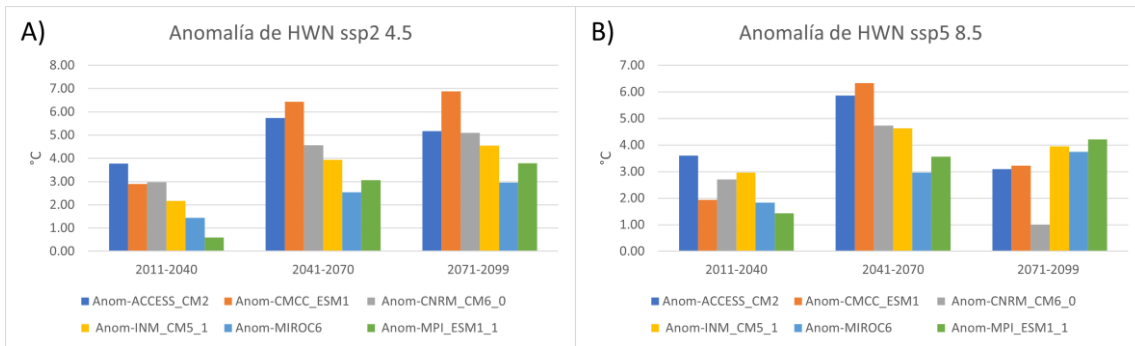 A)
Anomalía de HWN ssp2 4.5
8.00
7.00
6.00
5.00
4.00
3.00
2.00
1.00
0.00
°C
2011-2040
2041-2070
2071-2099
Anom-ACCESS_CM2
Anom-CMCC_ESM1
Anom-CNRM_CM6_0
Anom-INM_CM5_1
Anom-MIROC6
Anom-MPI_ESM1_1
B)
Anomalía de HWN ssp5 8.5
7.00
6.00
5.00
4.00
3.00
2.00
1.00
0.00
°C
2011-2040
2041-2070
2071-2099
Anom-ACCESS_CM2
Anom-CMCC_ESM1
Anom-CNRM_CM6_0
Anom-INM_CM5_1
Anom-MIROC6
Anom-MPI_ESM1_1